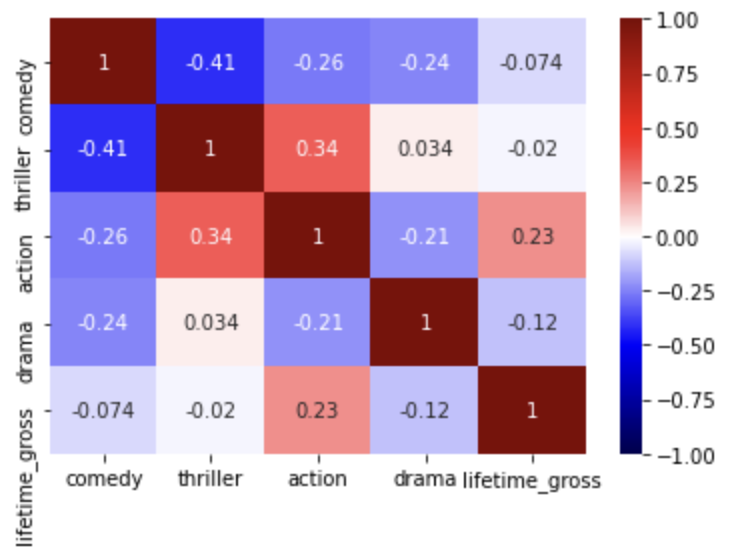 comedy 1 -0.41 -0.26 -0.24 -0.074
thriller -0.41 1 0.34 0.034 -0.02
action -0.26 0.34 1 -0.21 0.23
drama -0.24 0.034 -0.21 1 -0.12
lifetime_gross -0.074 -0.02 0.23 -0.12 1
comedy thriller action drama lifetime_gross
1.00
0.75
0.50
0.25
0.00
−0.25
−0.50
−0.75
−1.00